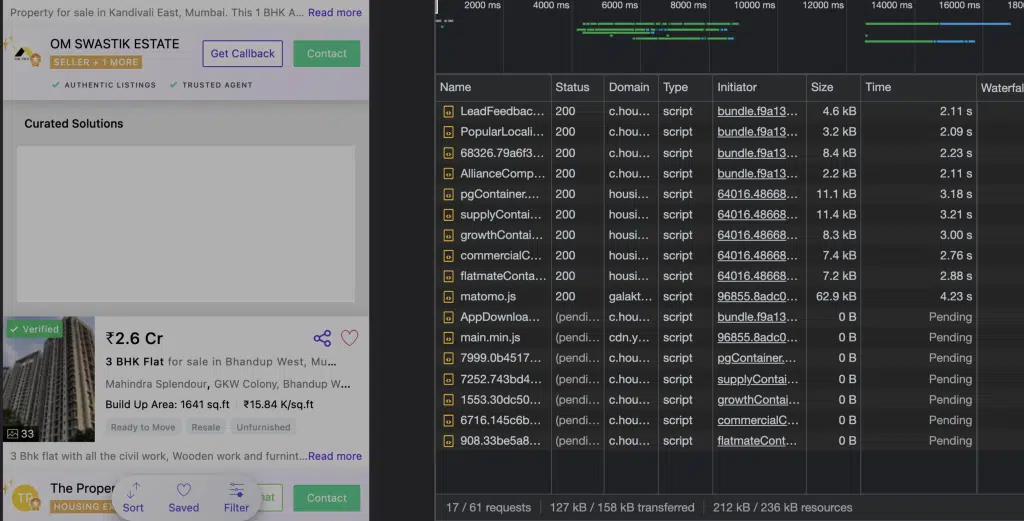 Property for sale in Kandivali East, Mumbai. This 1 BHK A... Read more
OM SWASTIK ESTATE
SELLER + 1 MORE
Get Callback
Contact
AUTHENTIC LISTINGS
TRUSTED AGENT
Curated Solutions
Verified
33
₹2.6 Cr
3 BHK Flat for sale in Bhandup West, Mu...
Mahindra Splendour, GKW Colony, Bhandup W...
Build Up Area: 1641 sq.ft ₹15.84 K/sq.ft
Ready to Move Resale Unfurnished
3 Bhk flat with all the civil work, Wooden work and furnint... Read more
TP
The Proper
HOUSING EX
hat
Contact
Sort Saved Filter
2000 ms 4000 ms 6000 ms 8000 ms 10000 ms 12000 ms 14000 ms 16000 ms 1800
Name Status Domain Type Initiator Size Time Waterfal
LeadFeedbac... 200 c.hou... script bundle.f9a13... 4.6 kB 2.11 s
PopularLocali... 200 c.hou... script bundle.f9a13... 3.2 kB 2.09 s
68326.79a6f3... 200 c.hou... script bundle.f9a13... 8.4 kB 2.23 s
AllianceComp... 200 c.hou... script bundle.f9a13... 2.2 kB 2.11 s
pgContainer.... 200 housi... script 64016.48668... 11.1 kB 3.18 s
supplyContai... 200 housi... script 64016.48668... 11.4 kB 3.21 s
growthContai... 200 housi... script 64016.48668... 8.3 kB 3.00 s
commercialC... 200 housi... script 64016.48668... 7.4 kB 2.76 s
flatmateConta... 200 housi... script 64016.48668... 7.2 kB 2.88 s
matomo.js 200 galakt... script 96855.8adc0... 62.9 kB 4.23 s
AppDownloa... (pendi... c.hou... script bundle.f9a13... 0 B Pending
main.min.js (pendi... cdn.y... script 96855.8adc0... 0 B Pending
7999.0b4517... (pendi... c.hou... script pgContainer.... 0 B Pending
7252.743bd4... (pendi... c.hou... script supplyContai... 0 B Pending
1553.30dc50... (pendi... c.hou... script growthContai... 0 B Pending
6716.145c6b... (pendi... c.hou... script commercialC... 0 B Pending
908.33be5a8... (pendi... c.hou... script flatmateCont... 0 B Pending
17 / 61 requests 127 kB / 158 kB transferred 212 kB / 236 kB resources